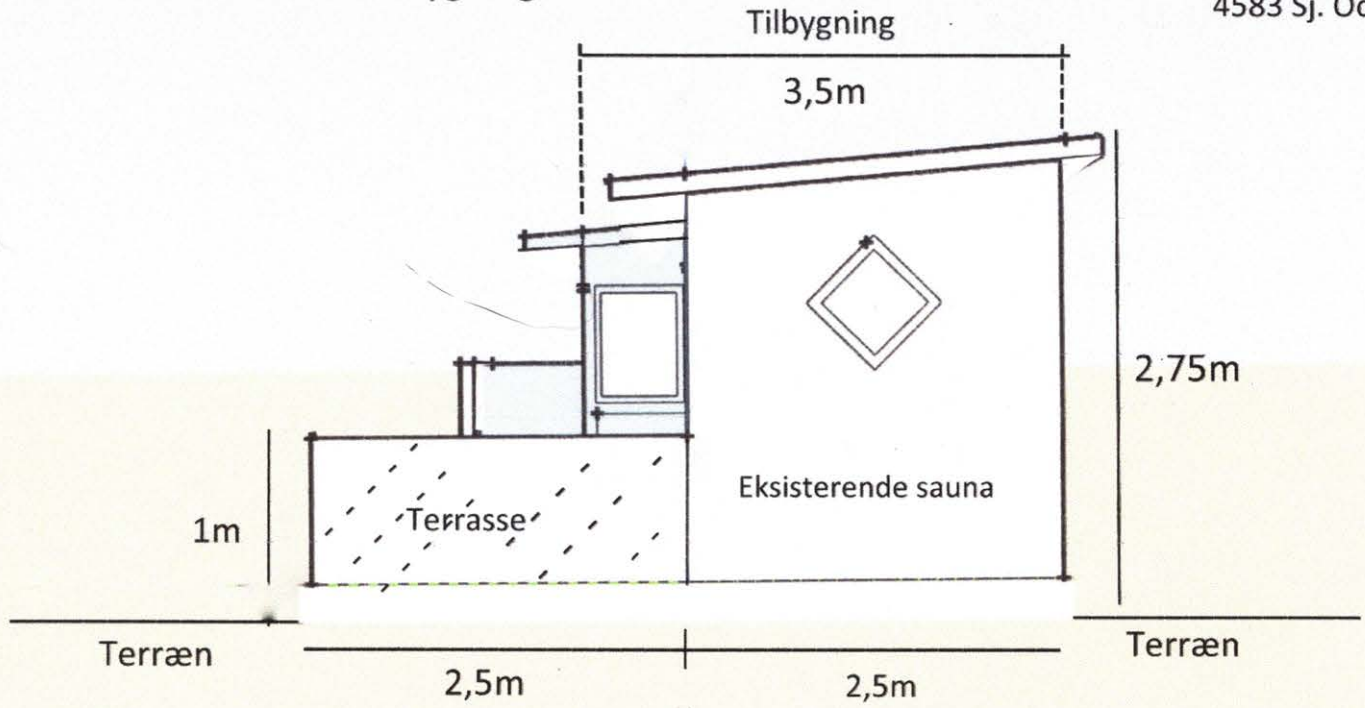 4583 Sj. Od
Tilbygning
3,5m
2,75m
Eksisterende sauna
Terrasse
1m
Terræn
Terræn
2,5m
2,5m